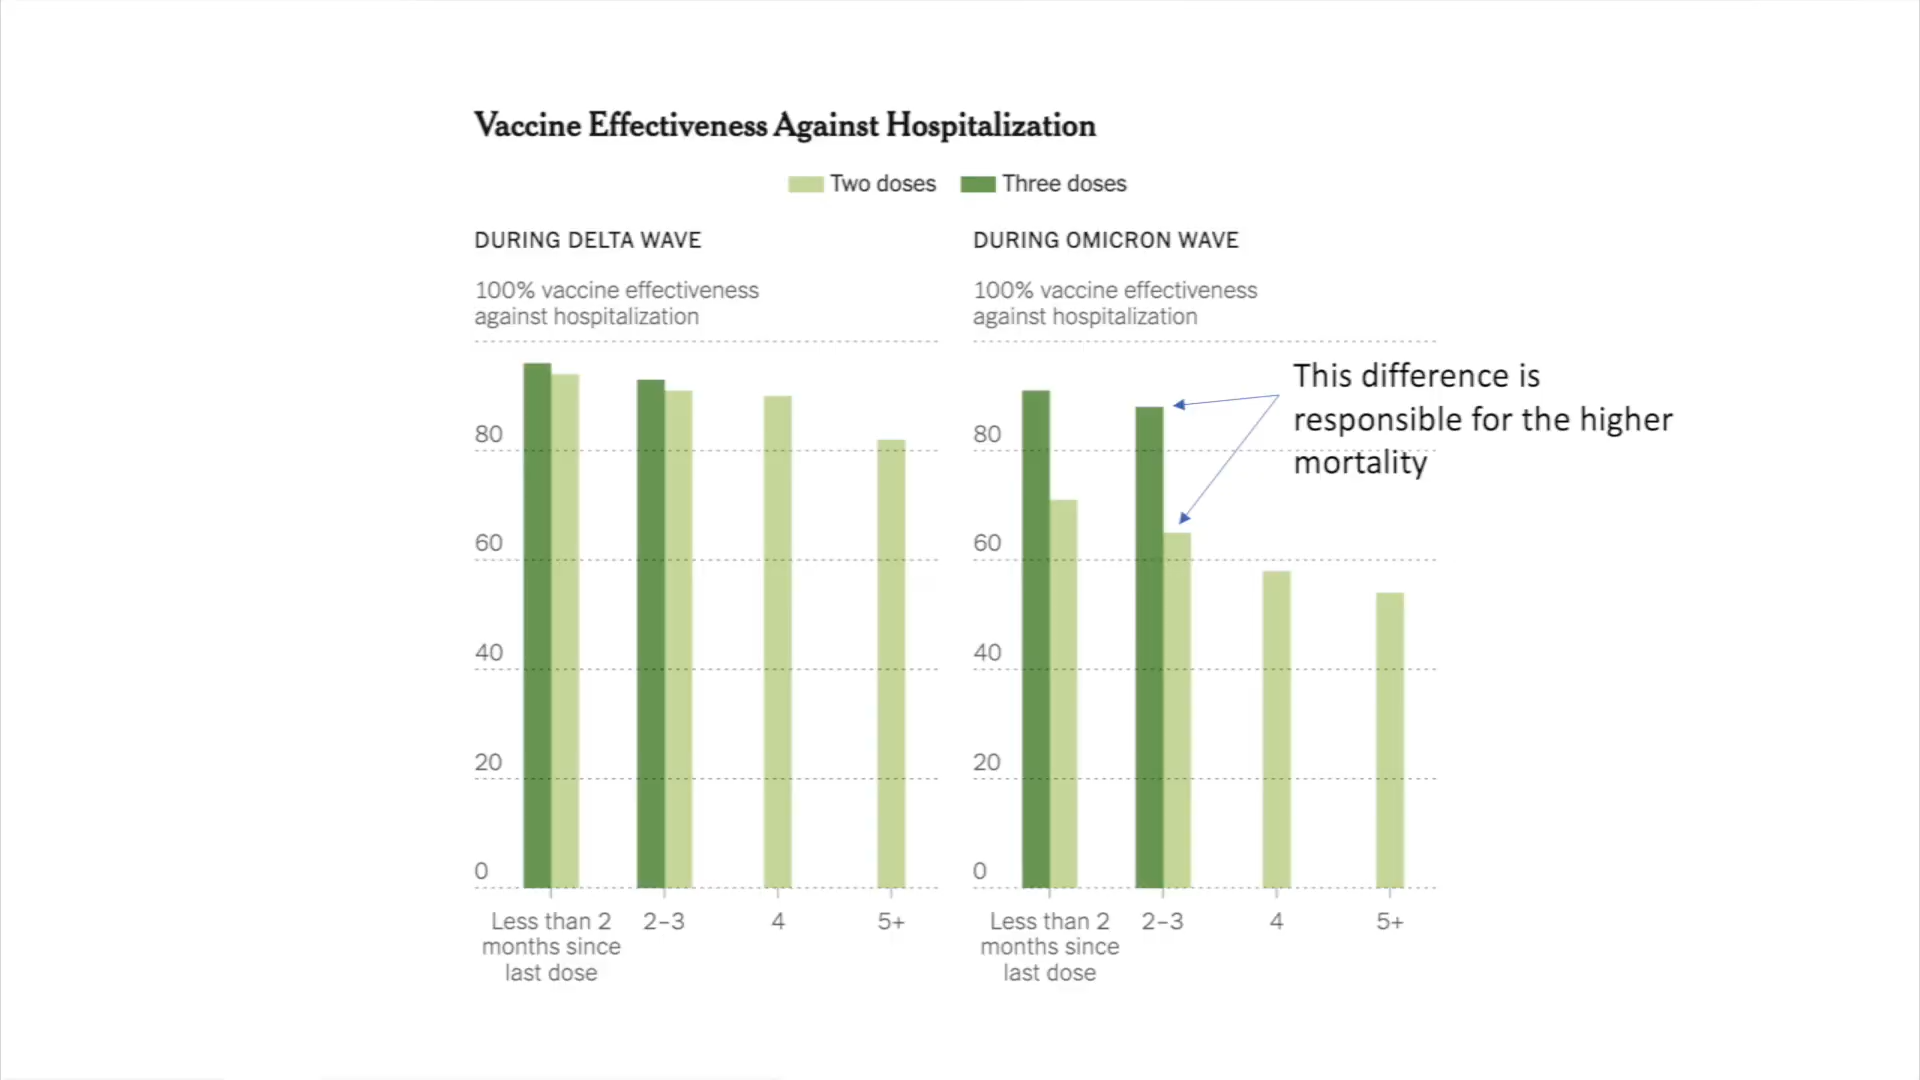 Vaccine Effectiveness Against Hospitalization
Two doses Three doses
DURING DELTA WAVE
100% vaccine effectiveness
against hospitalization
80
60
40
20
0
Less than 2
months since
last dose
2–3
4
5+
DURING OMICRON WAVE
100% vaccine effectiveness
against hospitalization
80
60
40
20
0
Less than 2
months since
last dose
2–3
4
5+
This difference is
responsible for the higher
mortality